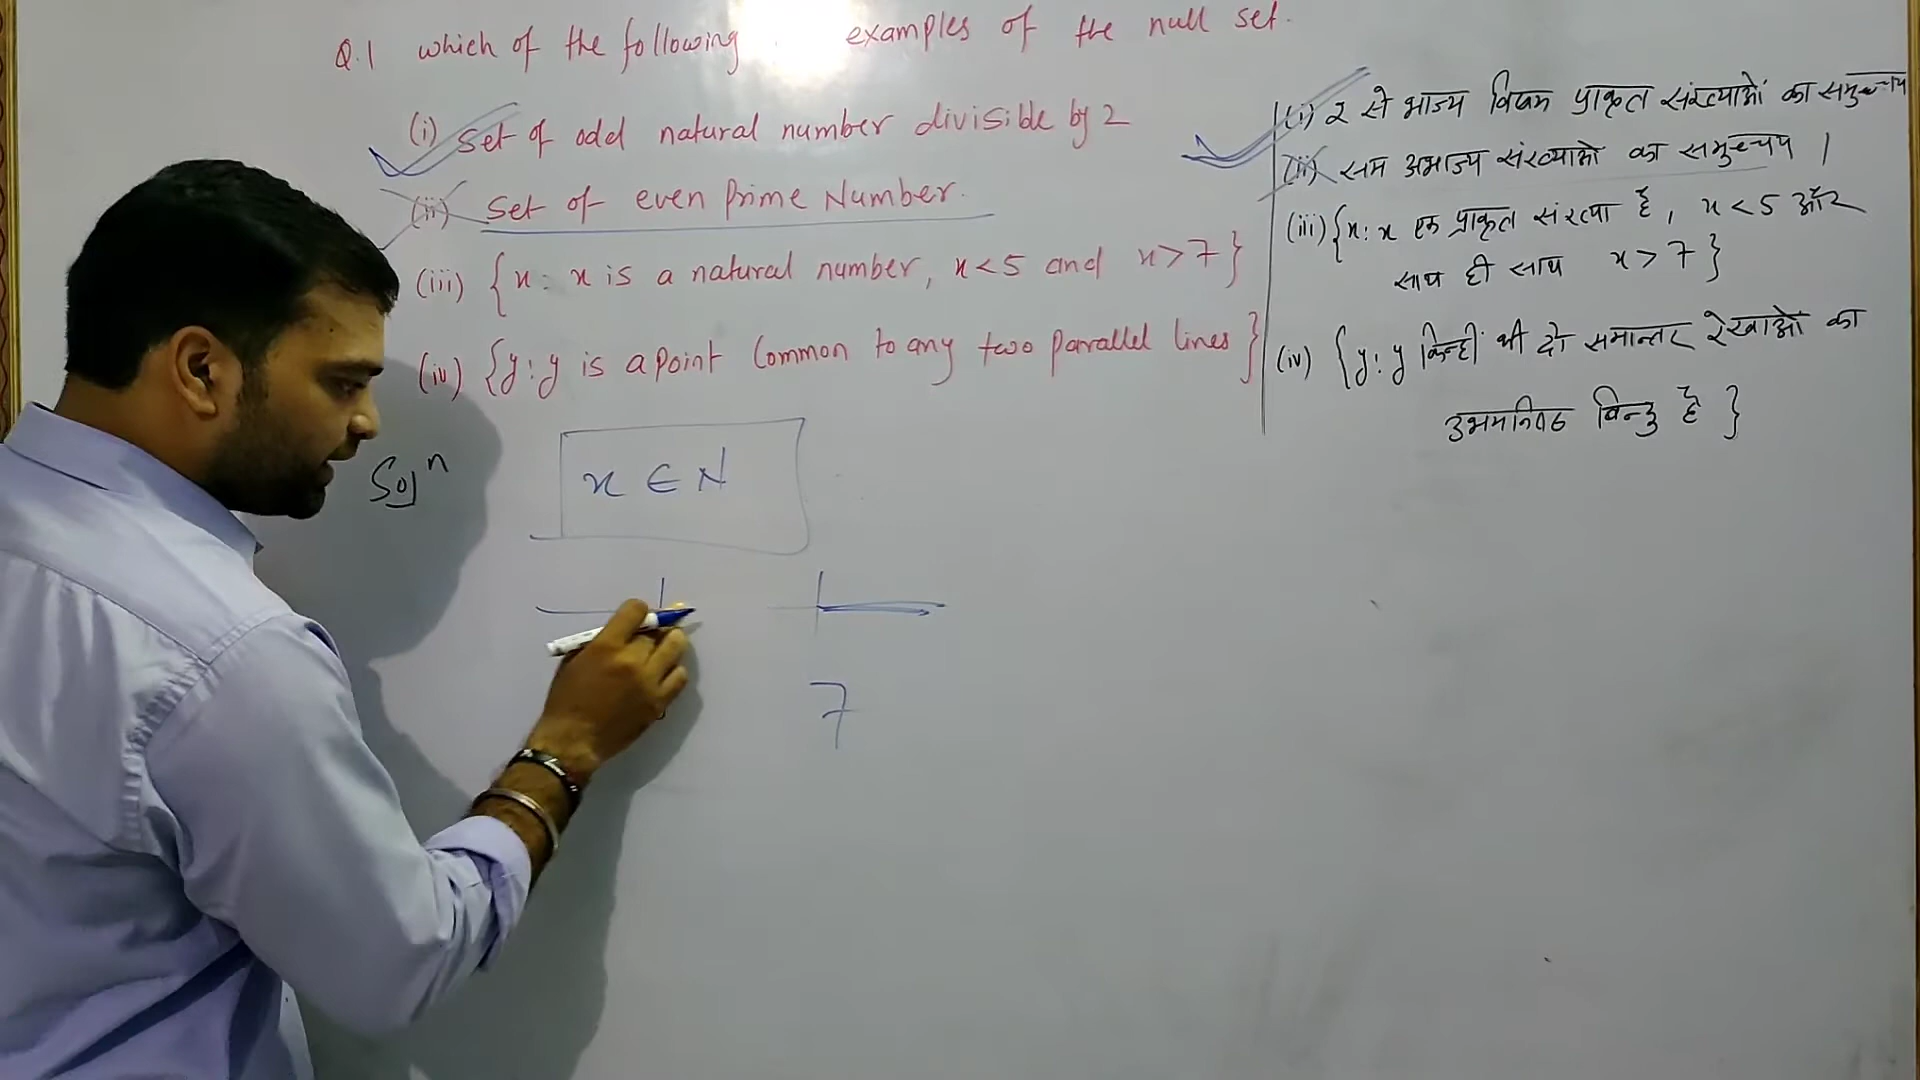 Q.1 which of the following examples of the null set.
(i) Set of odd natural number divisible by 2
(ii) Set of even Prime Number.
(iii) {x: x is a natural number, x<5 and x>7}
(iv) {y:y is a point Common to any two parallel lines}
(i) 2 से भाज्य विषम प्राकृत संख्याओं का समुच्चय
(ii) सम अभाज्य संख्याओ का समुच्चय |
(iii) {x: x एक प्राकृत संख्या है, x<5 और
साथ ही साथ x>7}
(iv) {y:y किन्हीं भी दो समान्तर रेखाओं का
उभयनिष्ठ बिन्दु है}
Solⁿ
x ∈ N
7